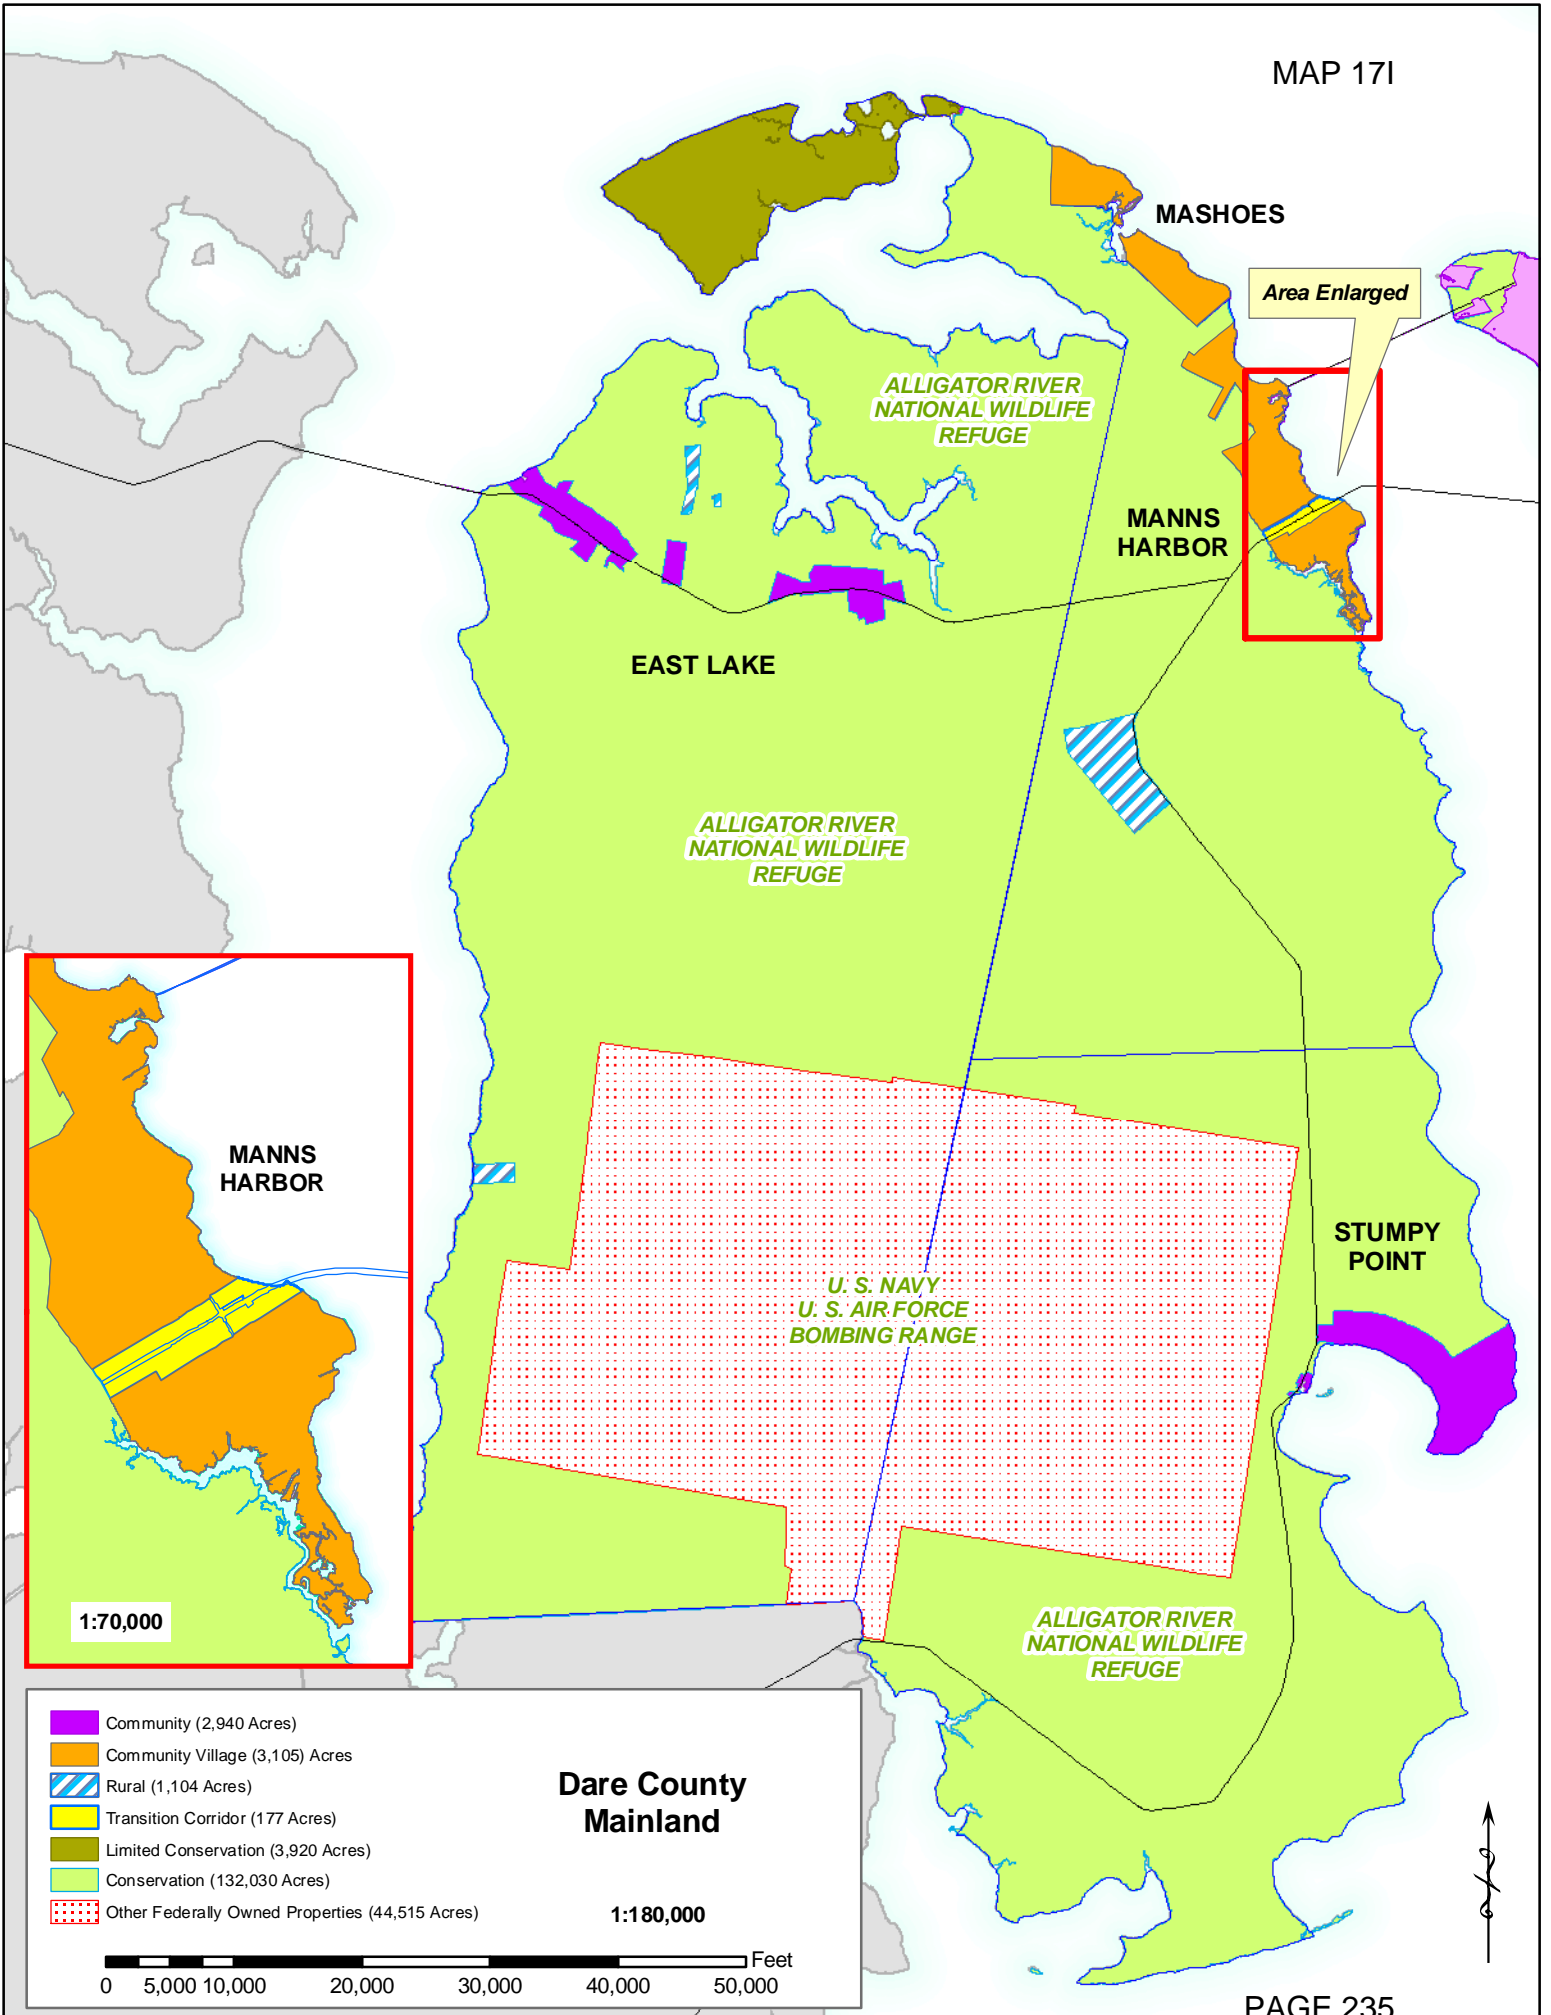 MAP 17I
MASHOES
Area Enlarged
ALLIGATOR RIVER
NATIONAL WILDLIFE
REFUGE
MANNS
HARBOR
EAST LAKE
ALLIGATOR RIVER
NATIONAL WILDLIFE
REFUGE
MANNS
HARBOR
STUMPY
POINT
U. S. NAVY
U. S. AIR FORCE
BOMBING RANGE
1:70,000
ALLIGATOR RIVER
NATIONAL WILDLIFE
REFUGE
Community (2,940 Acres)
Community Village (3,105) Acres
Rural (1,104 Acres)
Transition Corridor (177 Acres)
Limited Conservation (3,920 Acres)
Conservation (132,030 Acres)
Other Federally Owned Properties (44,515 Acres)
Dare County
Mainland
1:180,000
Feet
0 5,000 10,000 20,000 30,000 40,000 50,000
PAGE 235